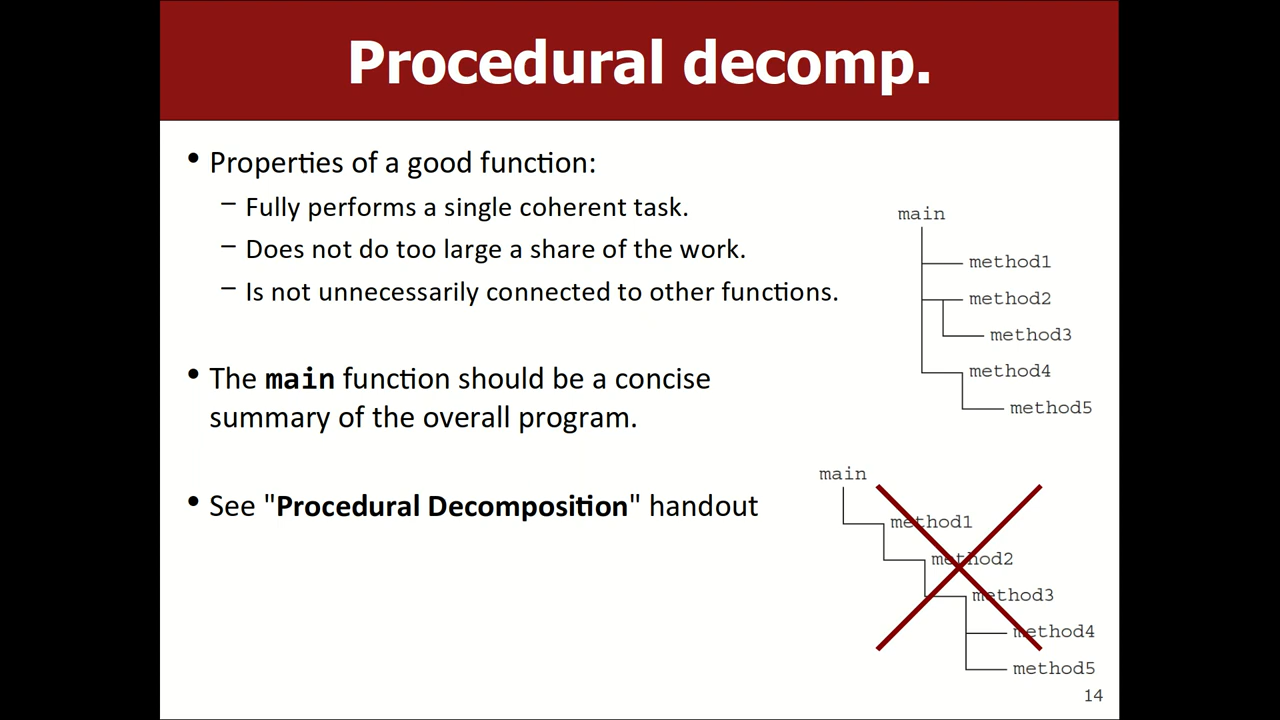 Procedural decomp.
• Properties of a good function:
– Fully performs a single coherent task.
– Does not do too large a share of the work.
– Is not unnecessarily connected to other functions.
• The main function should be a concise
summary of the overall program.
• See "Procedural Decomposition" handout
main
method1
method2
method3
method4
method5
main
method1
method2
method3
method4
method5
14